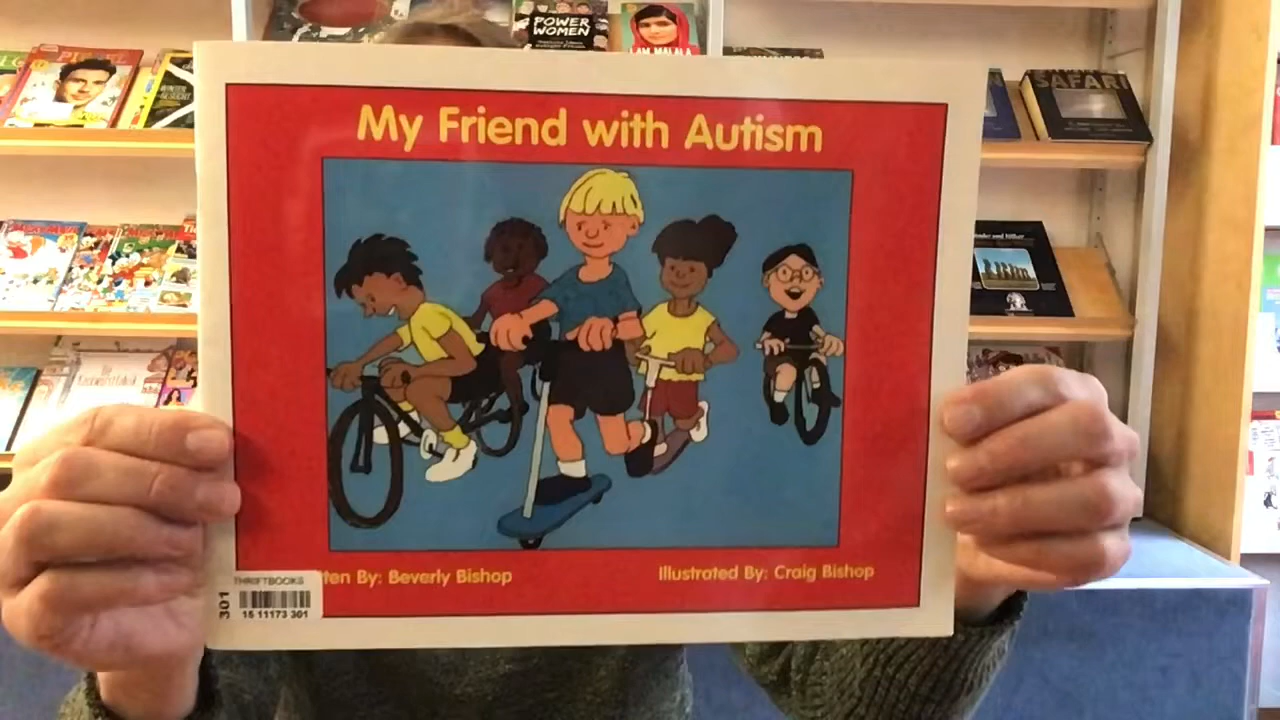 POWER
WOMEN
I AM MALALA
SAFARI
My Friend with Autism
ten By: Beverly Bishop
Illustrated By: Craig Bishop
THRIFTBOOKS
301
15 11173 301